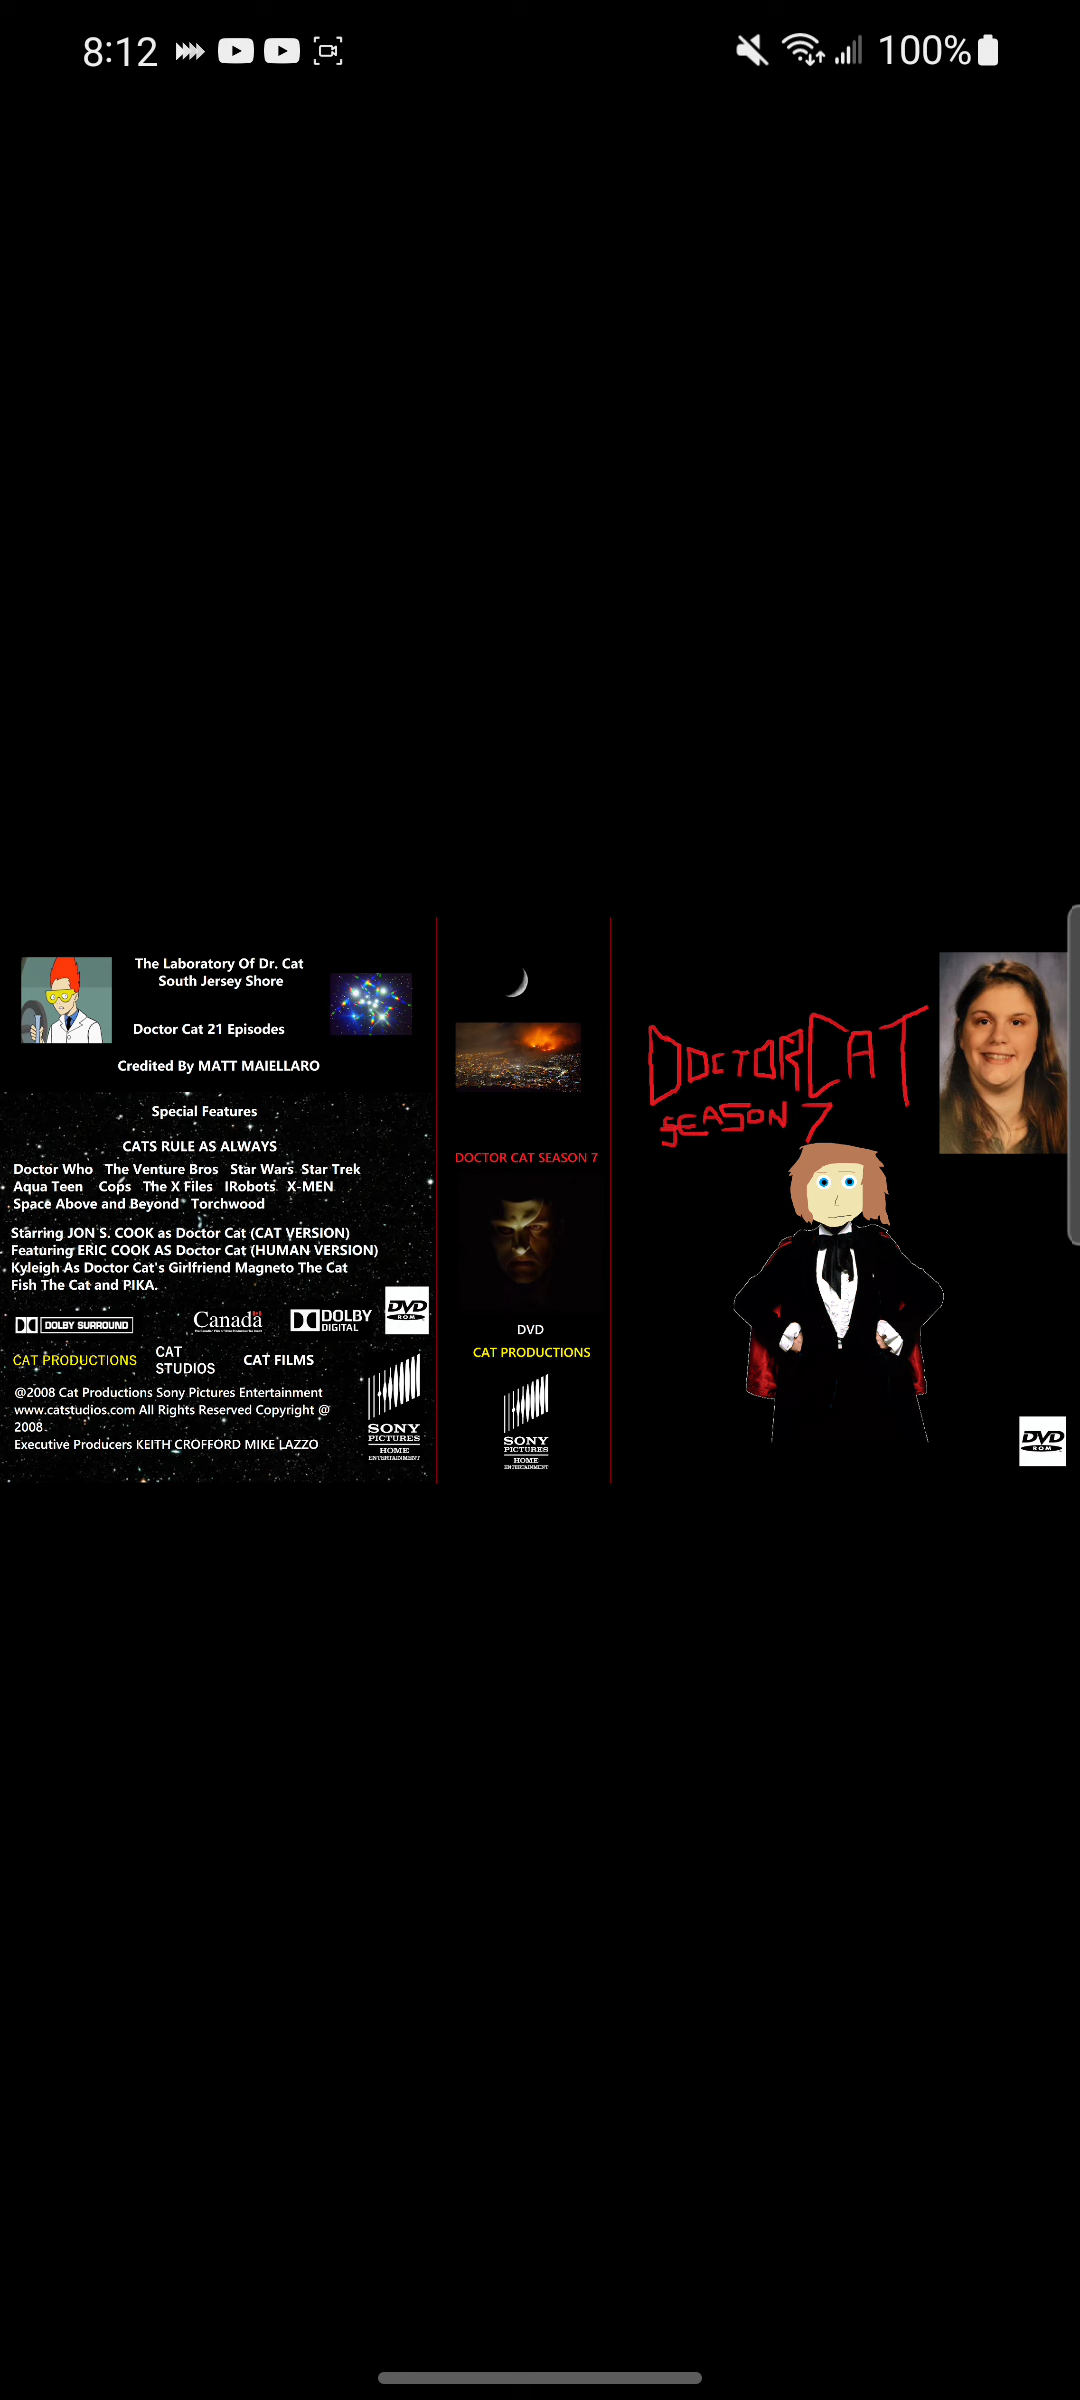 8:12
100%
The Laboratory Of Dr. Cat
South Jersey Shore
Doctor Cat 21 Episodes
Credited By MATT MAIELLARO
Special Features
CATS RULE AS ALWAYS
Doctor Who The Venture Bros Star Wars Star Trek
Aqua Teen Cops The X Files IRobots X-MEN
Space Above and Beyond Torchwood
Starring JON S. COOK as Doctor Cat (CAT VERSION)
Featuring ERIC COOK AS Doctor Cat (HUMAN VERSION)
Kyleigh As Doctor Cat's Girlfriend Magneto The Cat
Fish The Cat and PIKA.
DOLBY SURROUND
Canada
DOLBY
DIGITAL
DVD
ROM
CAT PRODUCTIONS
CAT
STUDIOS
CAT FILMS
@2008 Cat Productions Sony Pictures Entertainment
www.catstudios.com All Rights Reserved Copyright @
2008
Executive Producers KEITH CROFFORD MIKE LAZZO
SONY
PICTURES
HOME
ENTERTAINMENT
DOCTOR CAT SEASON 7
DVD
CAT PRODUCTIONS
SONY
PICTURES
HOME
ENTERTAINMENT
DOCTOR CAT
SEASON 7
DVD
ROM